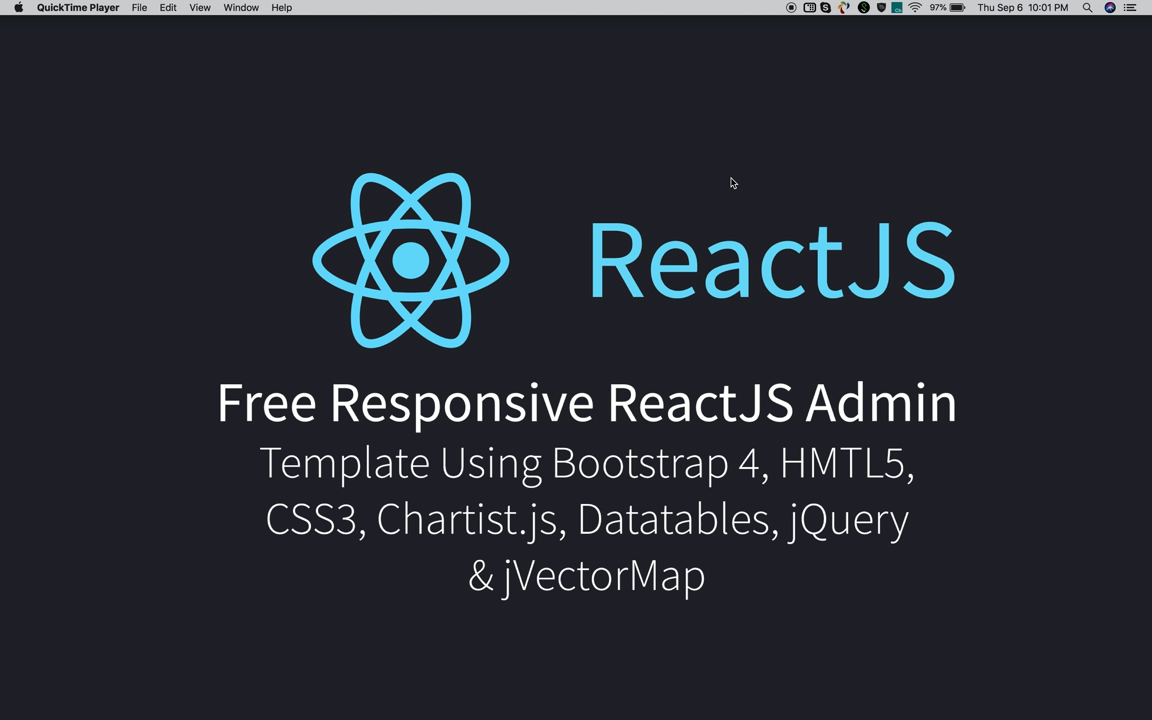 QuickTime Player File Edit View Window Help 97% Thu Sep 6 10:01 PM
ReactJS
Free Responsive ReactJS Admin
Template Using Bootstrap 4, HMTL5,
CSS3, Chartist.js, Datatables, jQuery
& jVectorMap